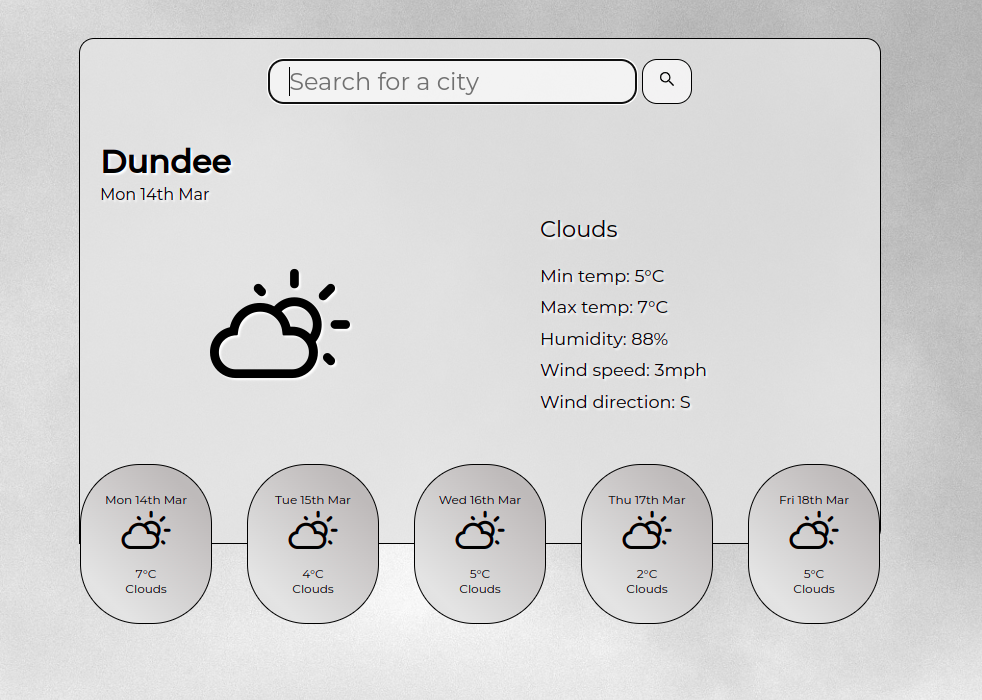 Search for a city
Dundee
Mon 14th Mar
Clouds
Min temp: 5°C
Max temp: 7°C
Humidity: 88%
Wind speed: 3mph
Wind direction: S
Mon 14th Mar
7°C
Clouds
Tue 15th Mar
4°C
Clouds
Wed 16th Mar
5°C
Clouds
Thu 17th Mar
2°C
Clouds
Fri 18th Mar
5°C
Clouds